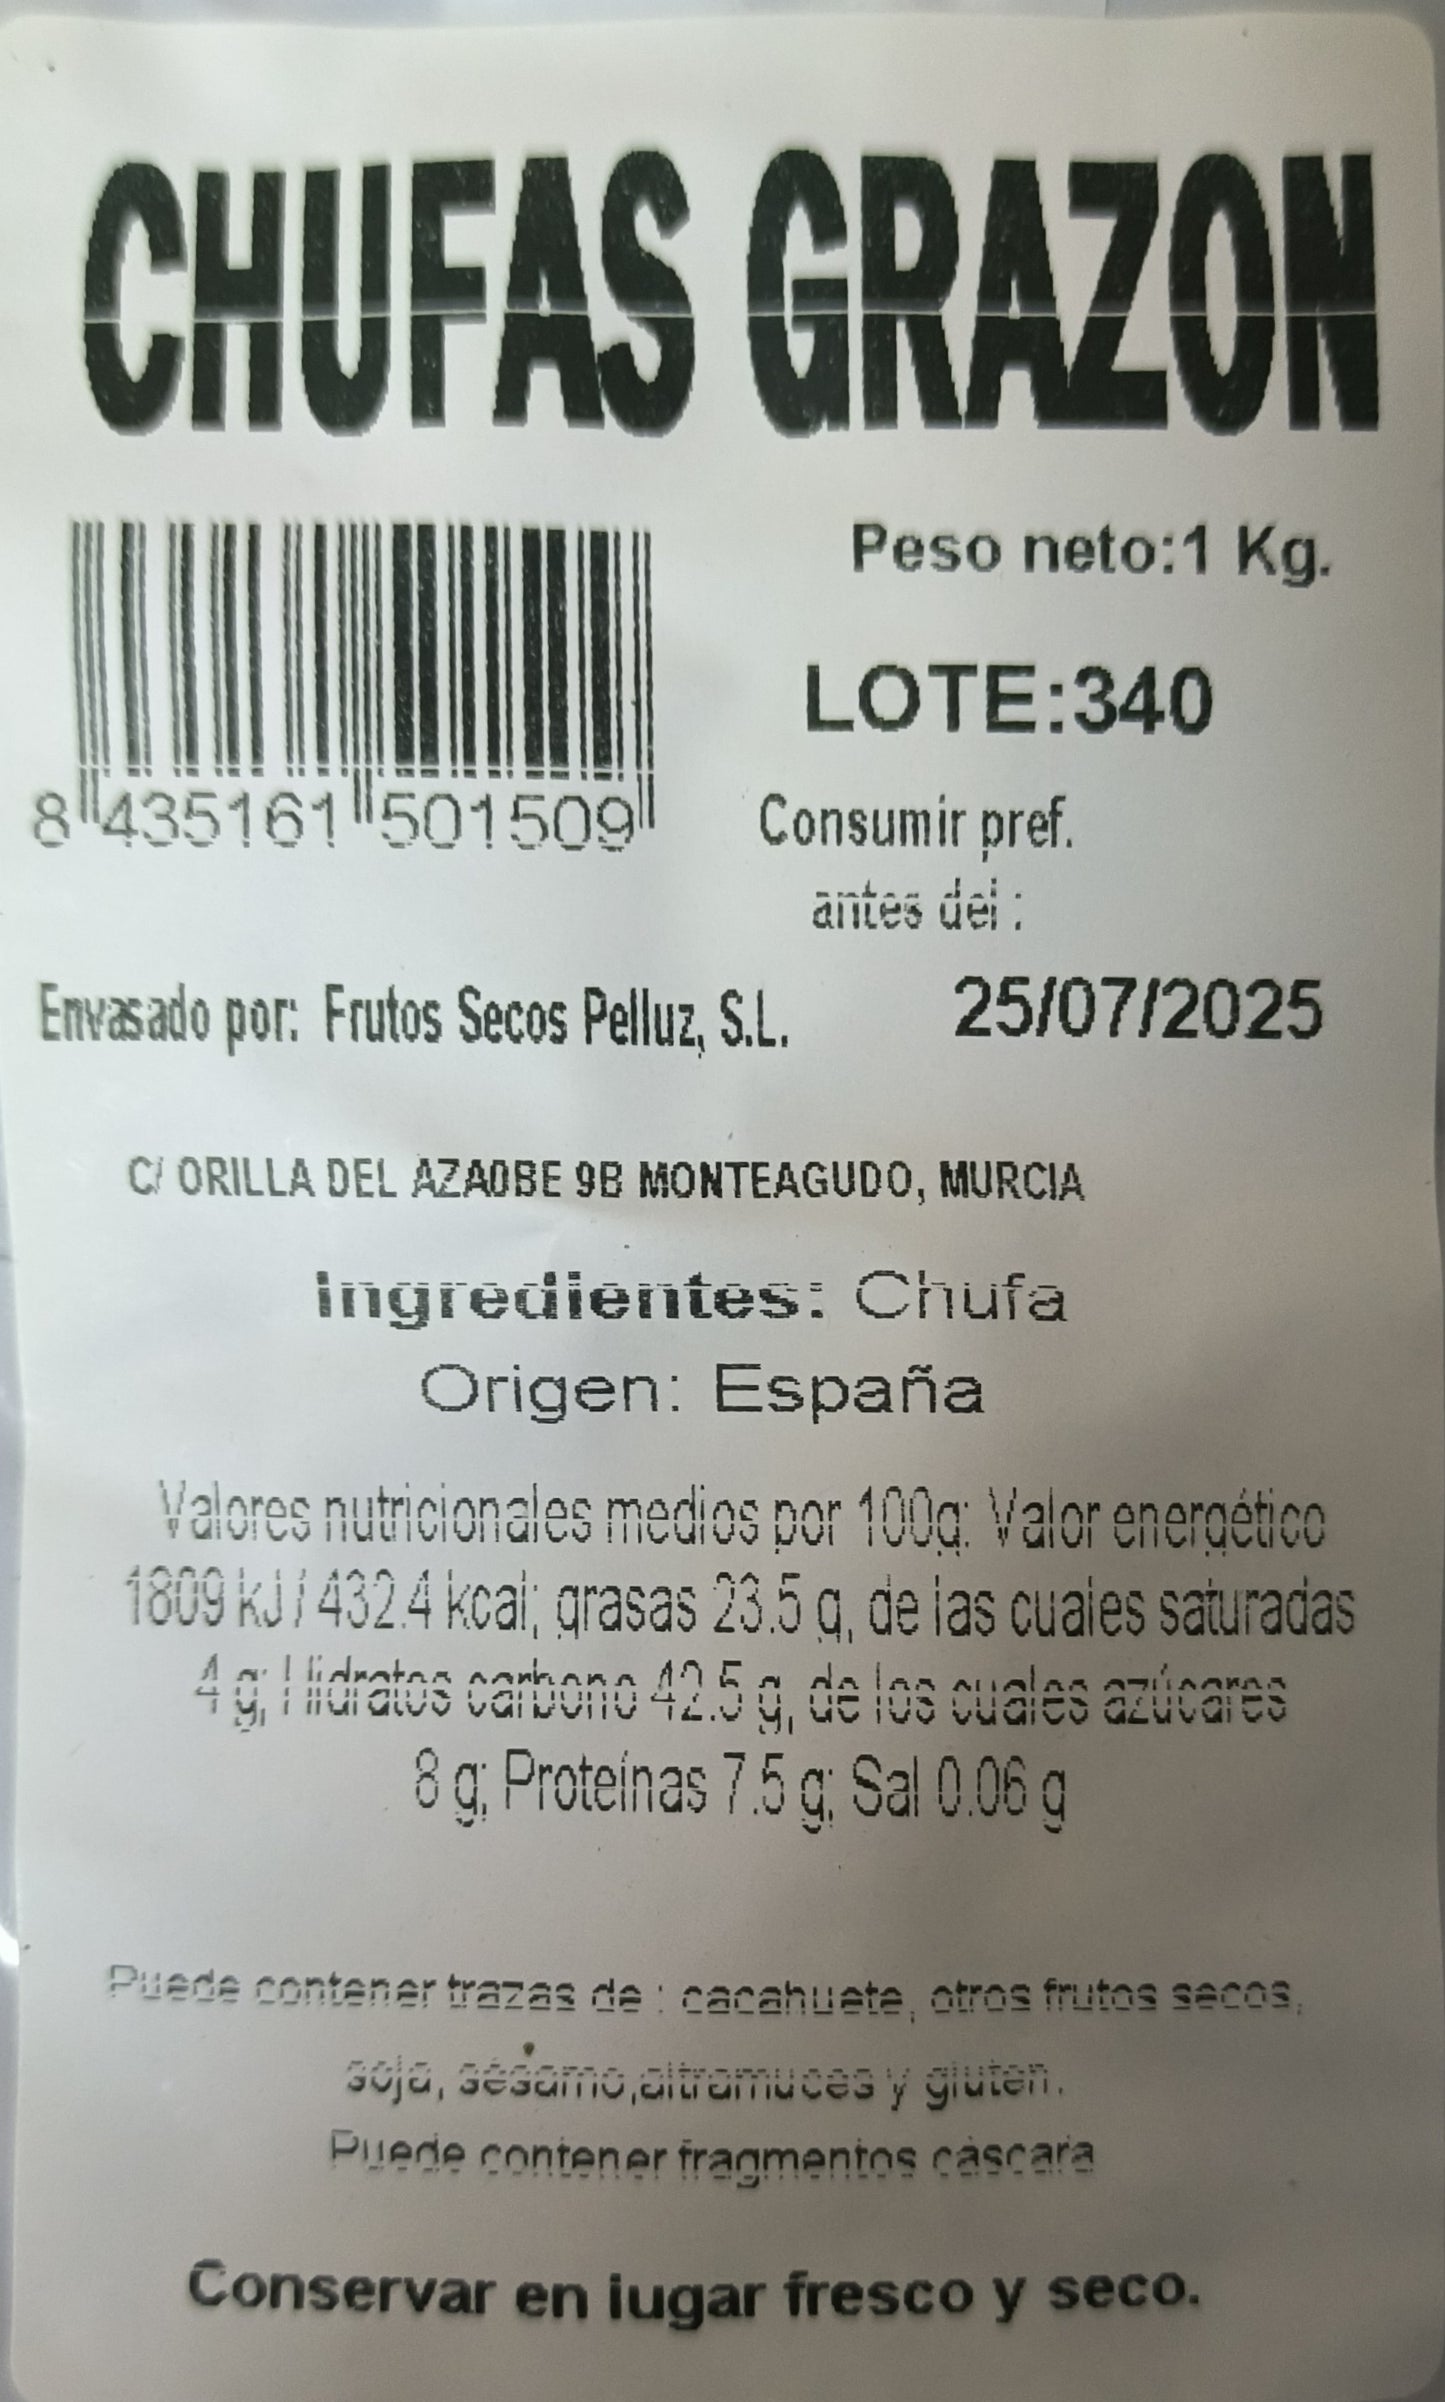 CHUFAS GRAZON
Peso neto:1 Kg.
LOTE:340
8 435161 501509
Consumir pref.
antes del :
25/07/2025
Envasado por: Frutos Secos Pelluz, S.L.
C/ ORILLA DEL AZA0BE 9B MONTEAGUDO, MURCIA
Ingredientes: Chufa
Origen: España
Valores nutricionales medios por 100g: Valor energético
1809 kJ / 432.4 kcal; grasas 23.5 g, de las cuales saturadas
4 g; Hidratos carbono 42.5 g, de los cuales azúcares
8 g; Proteínas 7.5 g; Sal 0.06 g
Puede contener trazas de : cacahuete, otros frutos secos,
soja, sésamo,altramuces y gluten.
Puede contener fragmentos cáscara
Conservar en lugar fresco y seco.